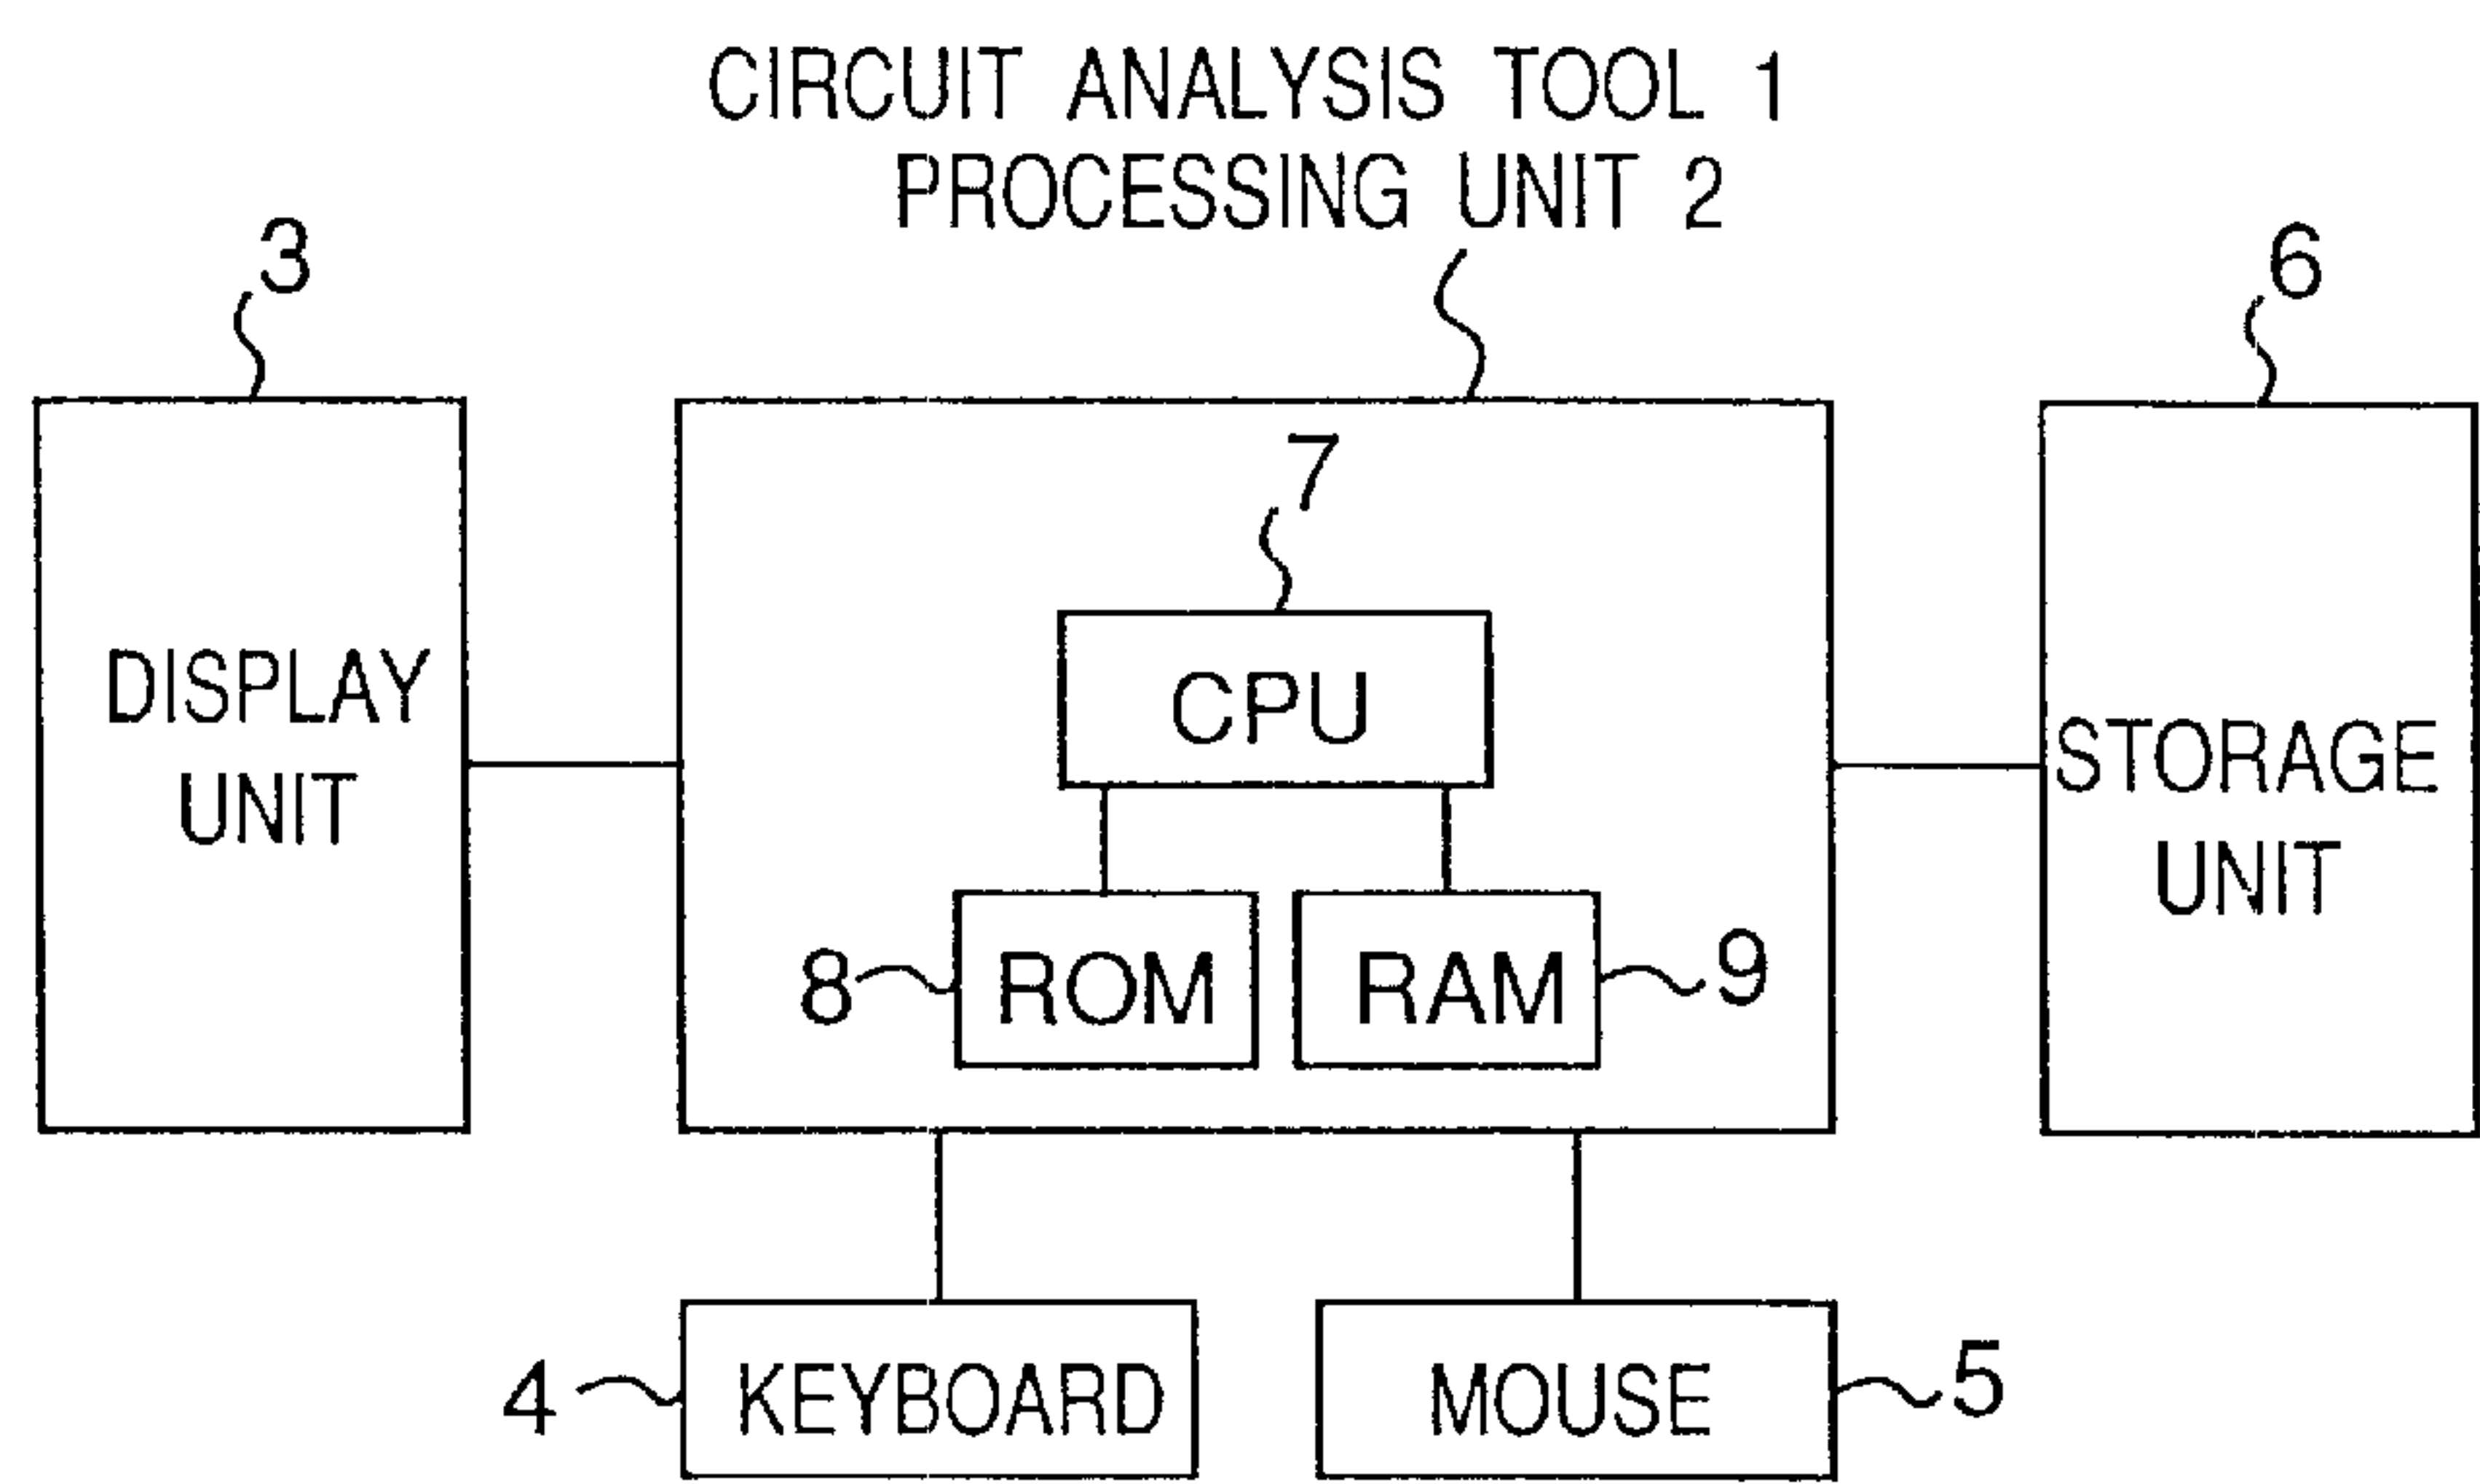 CIRCUIT ANALYSIS TOOL 1
PROCESSING UNIT 2
3
6
7
CPU
DISPLAY
UNIT
STORAGE
UNIT
8
ROM
RAM
9
4
KEYBOARD
MOUSE
5